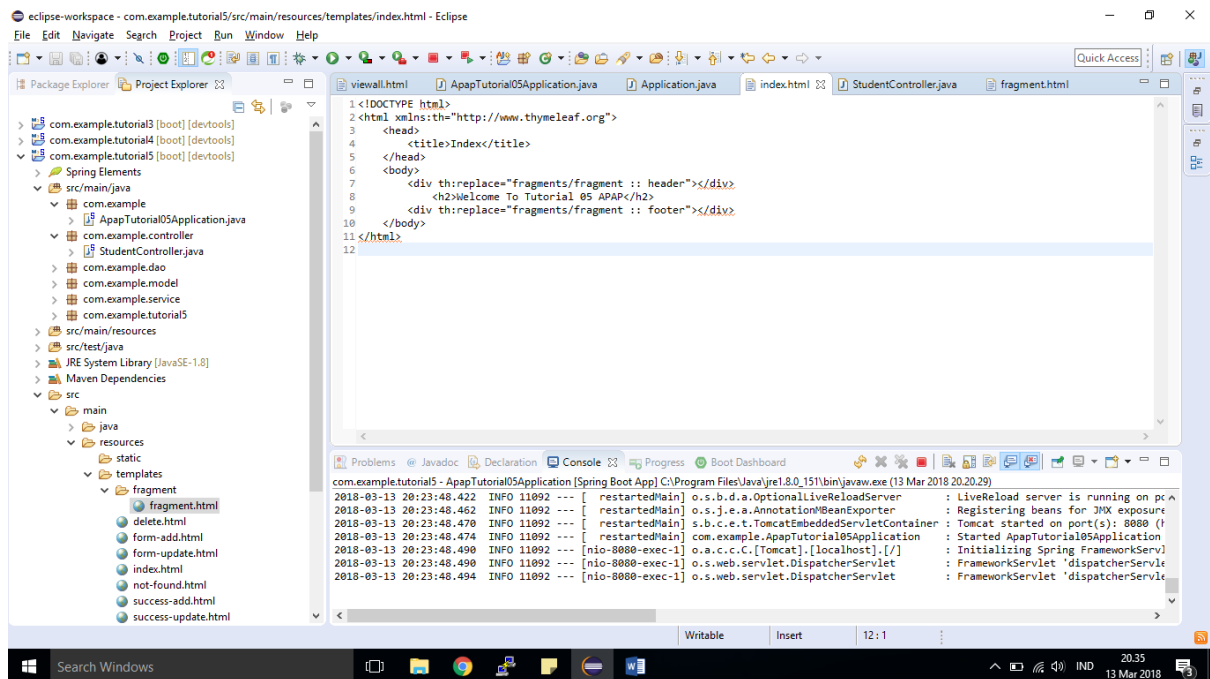 eclipse-workspace - com.example.tutorial5/src/main/resources/templates/index.html - Eclipse
File Edit Navigate Search Project Run Window Help
Quick Access
Package Explorer Project Explorer
viewall.html ApapTutorial05Application.java Application.java index.html StudentController.java fragment.html
com.example.tutorial3 [boot] [devtools]
com.example.tutorial4 [boot] [devtools]
com.example.tutorial5 [boot] [devtools]
Spring Elements
src/main/java
com.example
ApapTutorial05Application.java
com.example.controller
StudentController.java
com.example.dao
com.example.model
com.example.service
com.example.tutorial5
src/main/resources
src/test/java
JRE System Library [JavaSE-1.8]
Maven Dependencies
src
main
java
resources
static
templates
fragment
fragment.html
delete.html
form-add.html
form-update.html
index.html
not-found.html
success-add.html
success-update.html
1 <!DOCTYPE html>
2 <html xmlns:th="http://www.thymeleaf.org">
3 <head>
4 <title>Index</title>
5 </head>
6 <body>
7 <div th:replace="fragments/fragment :: header"></div>
8 <h2>Welcome To Tutorial 05 APAP</h2>
9 <div th:replace="fragments/fragment :: footer"></div>
10 </body>
11 </html>
12
Problems @ Javadoc Declaration Console Progress Boot Dashboard
com.example.tutorial5 - ApapTutorial05Application [Spring Boot App] C:\Program Files\Java\jre1.8.0_151\bin\javaw.exe (13 Mar 2018 20.20.29)
2018-03-13 20:23:48.422 INFO 11092 --- [ restartedMain] o.s.b.d.a.OptionalLiveReloadServer : LiveReload server is running on po
2018-03-13 20:23:48.462 INFO 11092 --- [ restartedMain] o.s.j.e.a.AnnotationMBeanExporter : Registering beans for JMX exposure
2018-03-13 20:23:48.470 INFO 11092 --- [ restartedMain] s.b.c.e.t.TomcatEmbeddedServletContainer : Tomcat started on port(s): 8080 (h
2018-03-13 20:23:48.474 INFO 11092 --- [ restartedMain] com.example.ApapTutorial05Application : Started ApapTutorial05Application
2018-03-13 20:23:48.490 INFO 11092 --- [nio-8080-exec-1] o.a.c.c.C.[Tomcat].[localhost].[/] : Initializing Spring FrameworkServl
2018-03-13 20:23:48.490 INFO 11092 --- [nio-8080-exec-1] o.s.web.servlet.DispatcherServlet : FrameworkServlet 'dispatcherServle
2018-03-13 20:23:48.494 INFO 11092 --- [nio-8080-exec-1] o.s.web.servlet.DispatcherServlet : FrameworkServlet 'dispatcherServle
Writable Insert 12 : 1
Search Windows
IND
20.35
13 Mar 2018